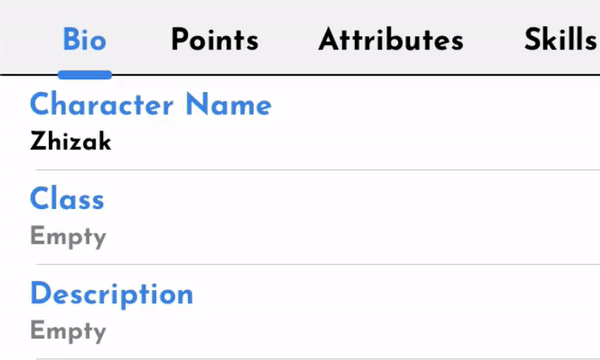 Bio Points Attributes Skills
Character Name
Zhizak
Class
Empty
Description
Empty